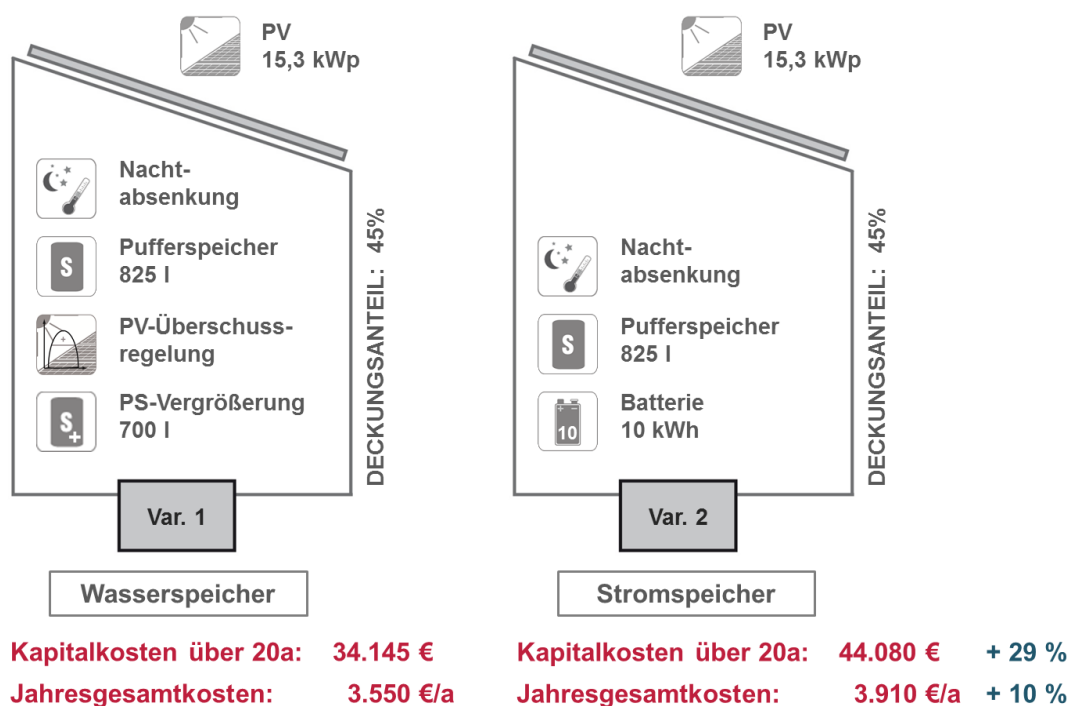 PV
15,3 kWp
Nacht-
absenkung
Pufferspeicher
825 l
S
PV-Überschuss-
regelung
+
PS-Vergrößerung
700 l
S+
DECKUNGSANTEIL: 45%
Var. 1
Wasserspeicher
Kapitalkosten über 20a: 34.145 €
Jahresgesamtkosten: 3.550 €/a
PV
15,3 kWp
Nacht-
absenkung
Pufferspeicher
825 l
S
Batterie
10 kWh
+ −
10
DECKUNGSANTEIL: 45%
Var. 2
Stromspeicher
Kapitalkosten über 20a: 44.080 € + 29 %
Jahresgesamtkosten: 3.910 €/a + 10 %